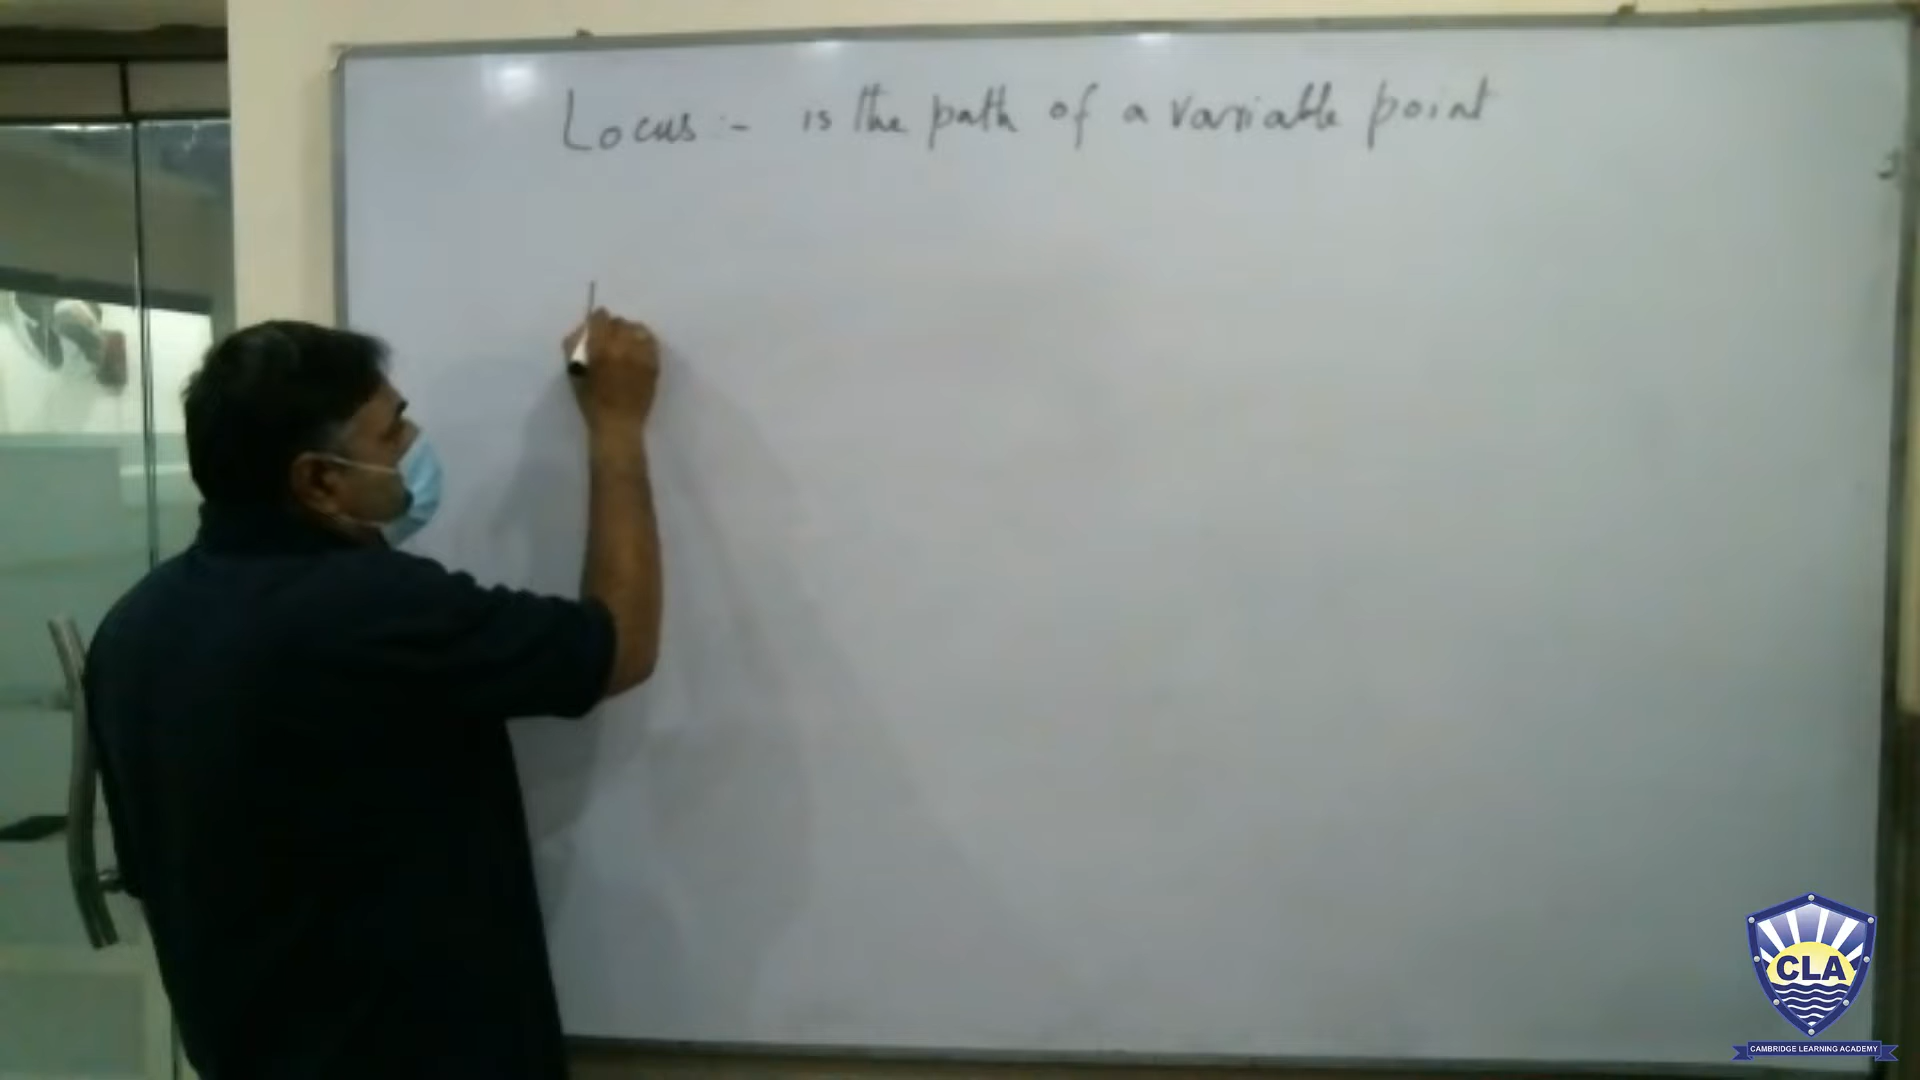 Locus :- is the path of a variable point
CLA
CAMBRIDGE LEARNING ACADEMY